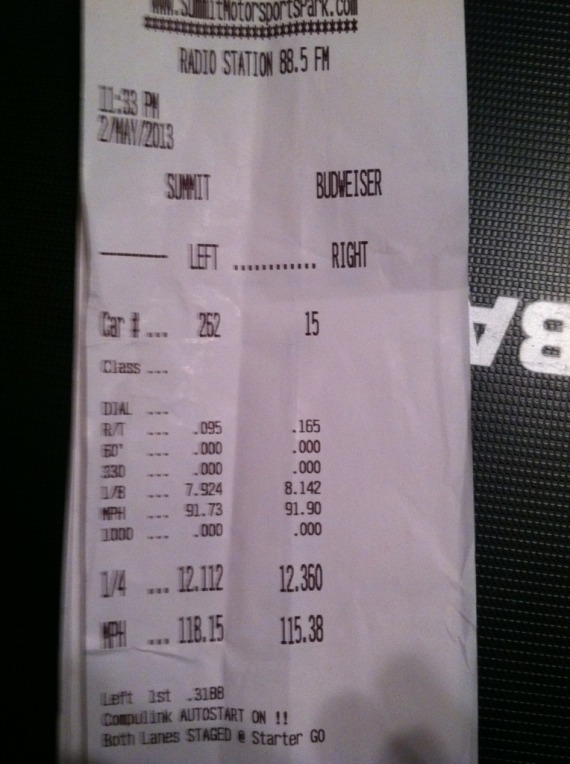 www.SummitMotorsportsPark.com
RADIO STATION 88.5 FM
11:33 PM
2/MAY/2013
SUMMIT BUDWEISER
LEFT ............ RIGHT
Car # ... 262 15
Class ...
DIAL ...
R/T ... .095 .165
60' ... .000 .000
330 ... .000 .000
1/8 ... 7.924 8.142
MPH ... 91.73 91.90
1000 ... .000 .000
1/4 ... 12.112 12.360
MPH ... 118.15 115.38
Left 1st .3188
Compulink AUTOSTART ON !!
Both Lanes STAGED @ Starter GO
BA